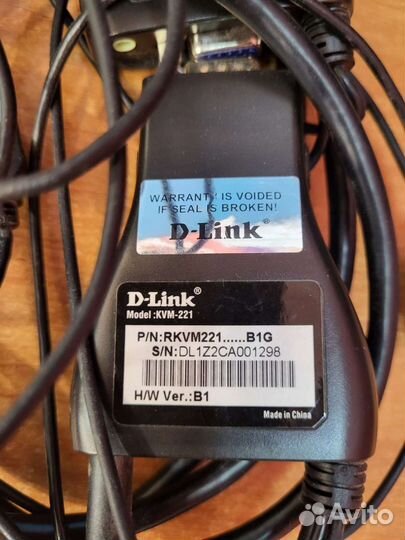 WARRANTY IS VOIDED
IF SEAL IS BROKEN!
D-Link®
D-Link®
Model :KVM-221
P/N:RKVM221......B1G
S/N:DL1Z2CA001298
H/W Ver.:B1
Made in China
Avito